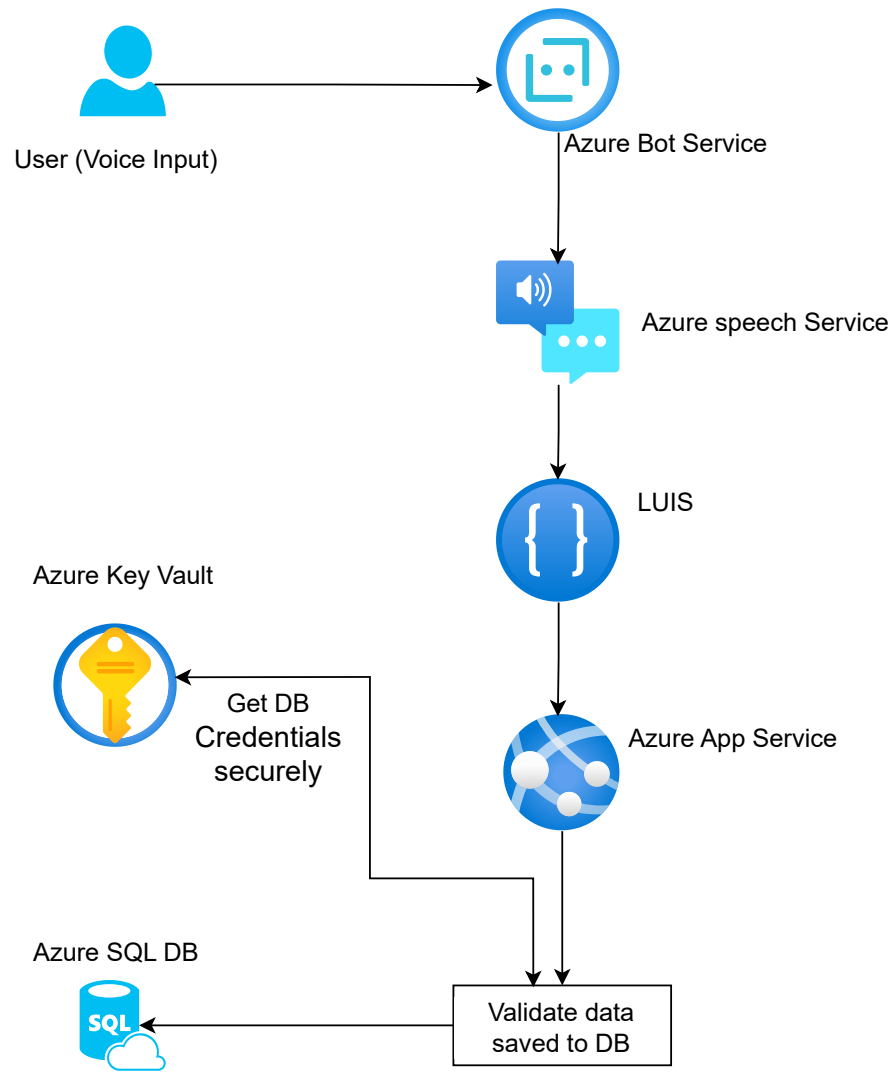 User (Voice Input)
Azure Bot Service
Azure speech Service
LUIS
Azure Key Vault
Get DB
Credentials
securely
Azure App Service
Azure SQL DB
SQL
Validate data
saved to DB